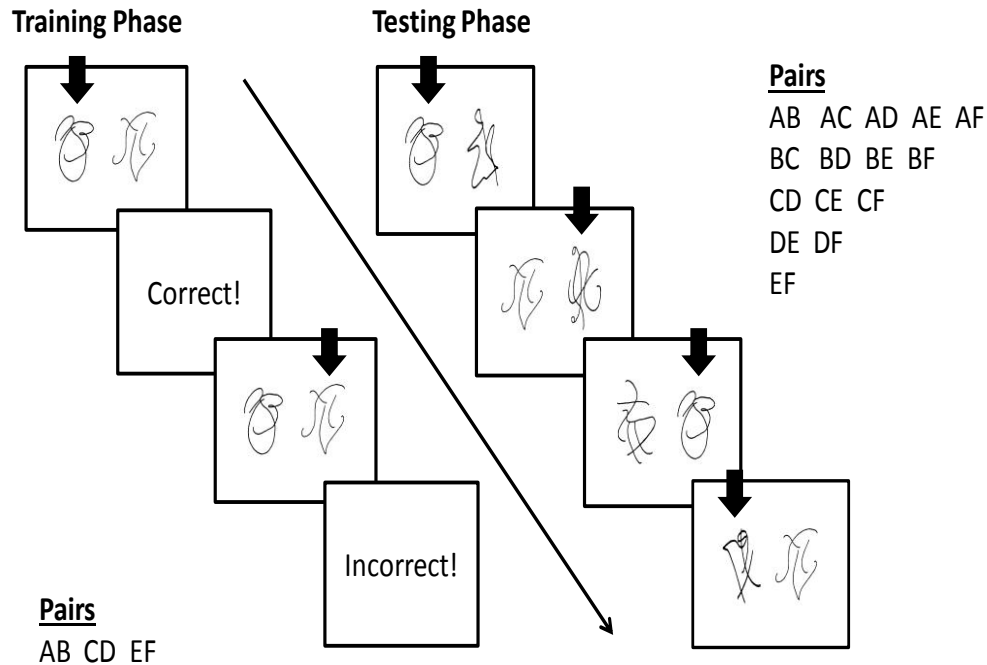 Training Phase
Correct!
Incorrect!
Pairs
AB CD EF
Testing Phase
Pairs
AB AC AD AE AF
BC BD BE BF
CD CE CF
DE DF
EF